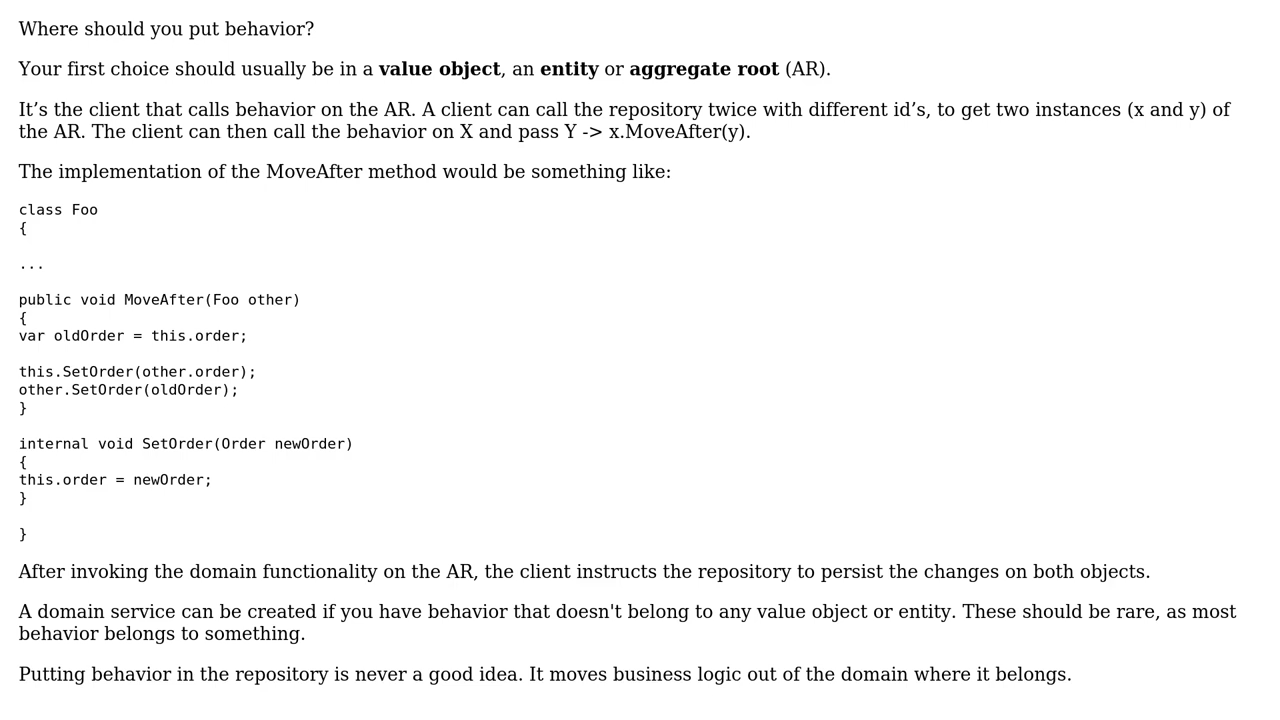 Where should you put behavior?
Your first choice should usually be in a value object, an entity or aggregate root (AR).
It’s the client that calls behavior on the AR. A client can call the repository twice with different id’s, to get two instances (x and y) of
the AR. The client can then call the behavior on X and pass Y -> x.MoveAfter(y).
The implementation of the MoveAfter method would be something like:
class Foo
{
...
public void MoveAfter(Foo other)
{
var oldOrder = this.order;
this.SetOrder(other.order);
other.SetOrder(oldOrder);
}
internal void SetOrder(Order newOrder)
{
this.order = newOrder;
}
}
After invoking the domain functionality on the AR, the client instructs the repository to persist the changes on both objects.
A domain service can be created if you have behavior that doesn't belong to any value object or entity. These should be rare, as most
behavior belongs to something.
Putting behavior in the repository is never a good idea. It moves business logic out of the domain where it belongs.